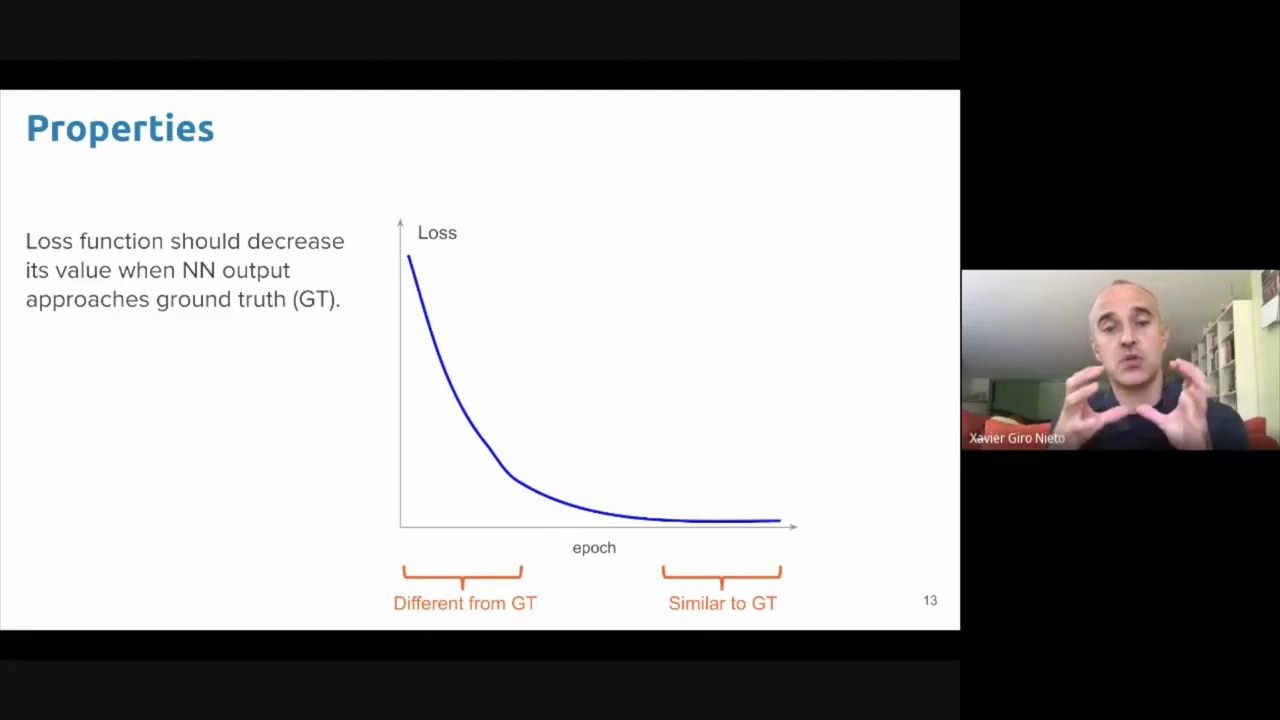 Properties
Loss function should decrease
its value when NN output
approaches ground truth (GT).
Loss
epoch
Different from GT
Similar to GT
13
Xavier Giro Nieto